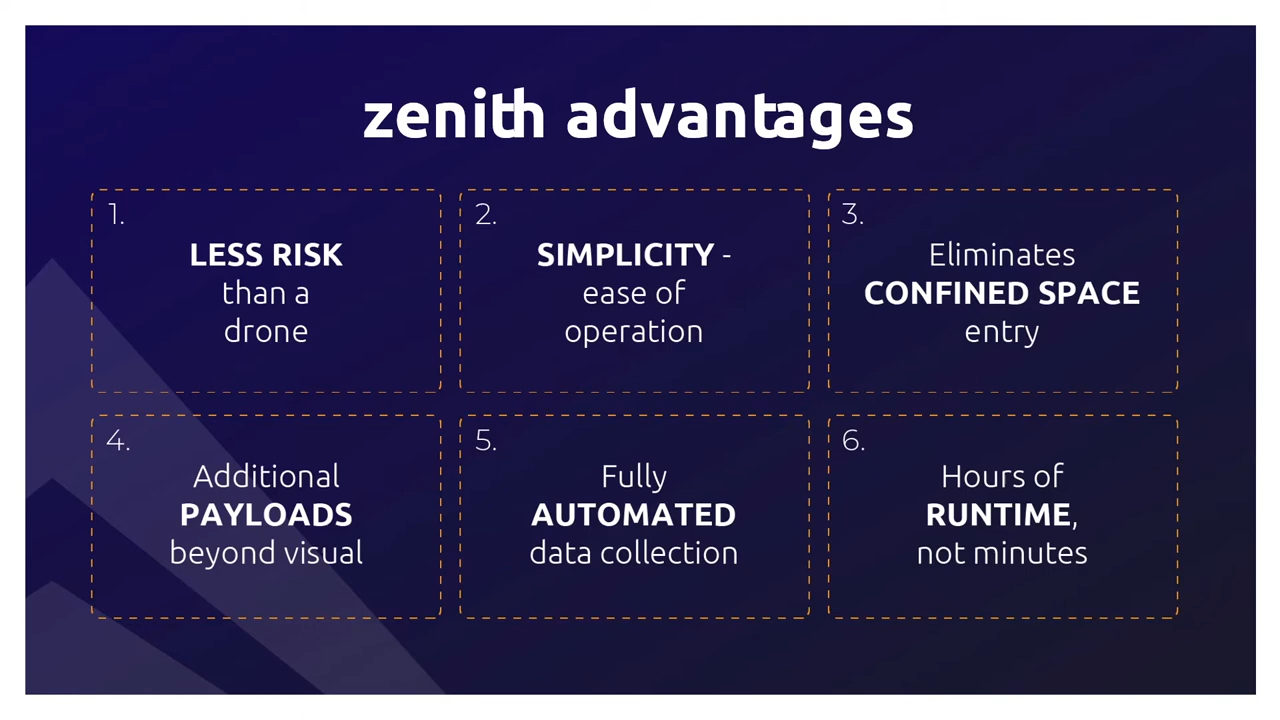 zenith advantages
1.
LESS RISK
than a
drone
2.
SIMPLICITY -
ease of
operation
3.
Eliminates
CONFINED SPACE
entry
4.
Additional
PAYLOADS
beyond visual
5.
Fully
AUTOMATED
data collection
6.
Hours of
RUNTIME,
not minutes